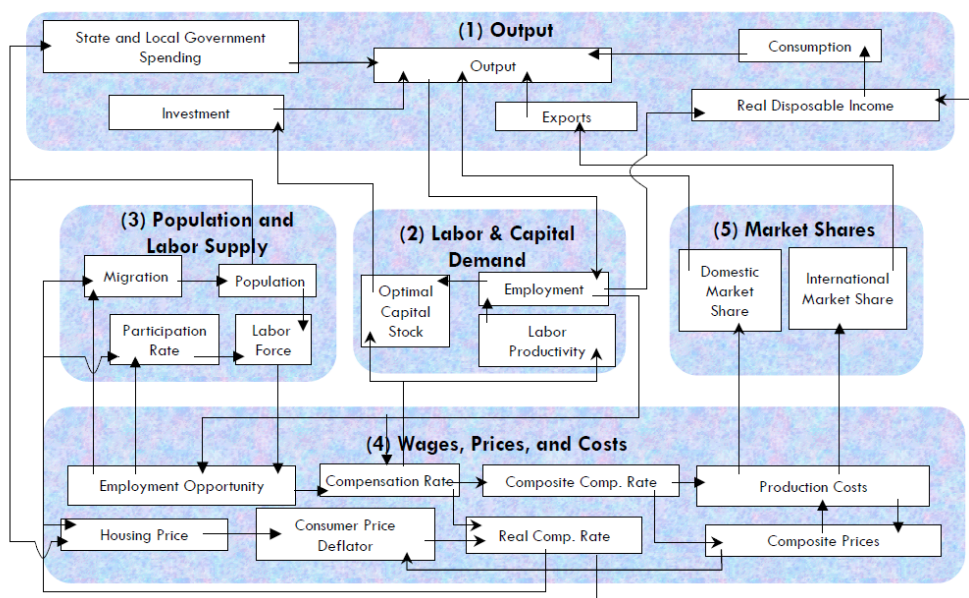 (1) Output
State and Local Government
Spending
Output
Consumption
Investment
Exports
Real Disposable Income
(3) Population and
Labor Supply
Migration
Population
Participation
Rate
Labor
Force
(2) Labor & Capital
Demand
Optimal
Capital
Stock
Employment
Labor
Productivity
(5) Market Shares
Domestic
Market
Share
International
Market Share
(4) Wages, Prices, and Costs
Employment Opportunity
Compensation Rate
Composite Comp. Rate
Production Costs
Housing Price
Consumer Price
Deflator
Real Comp. Rate
Composite Prices